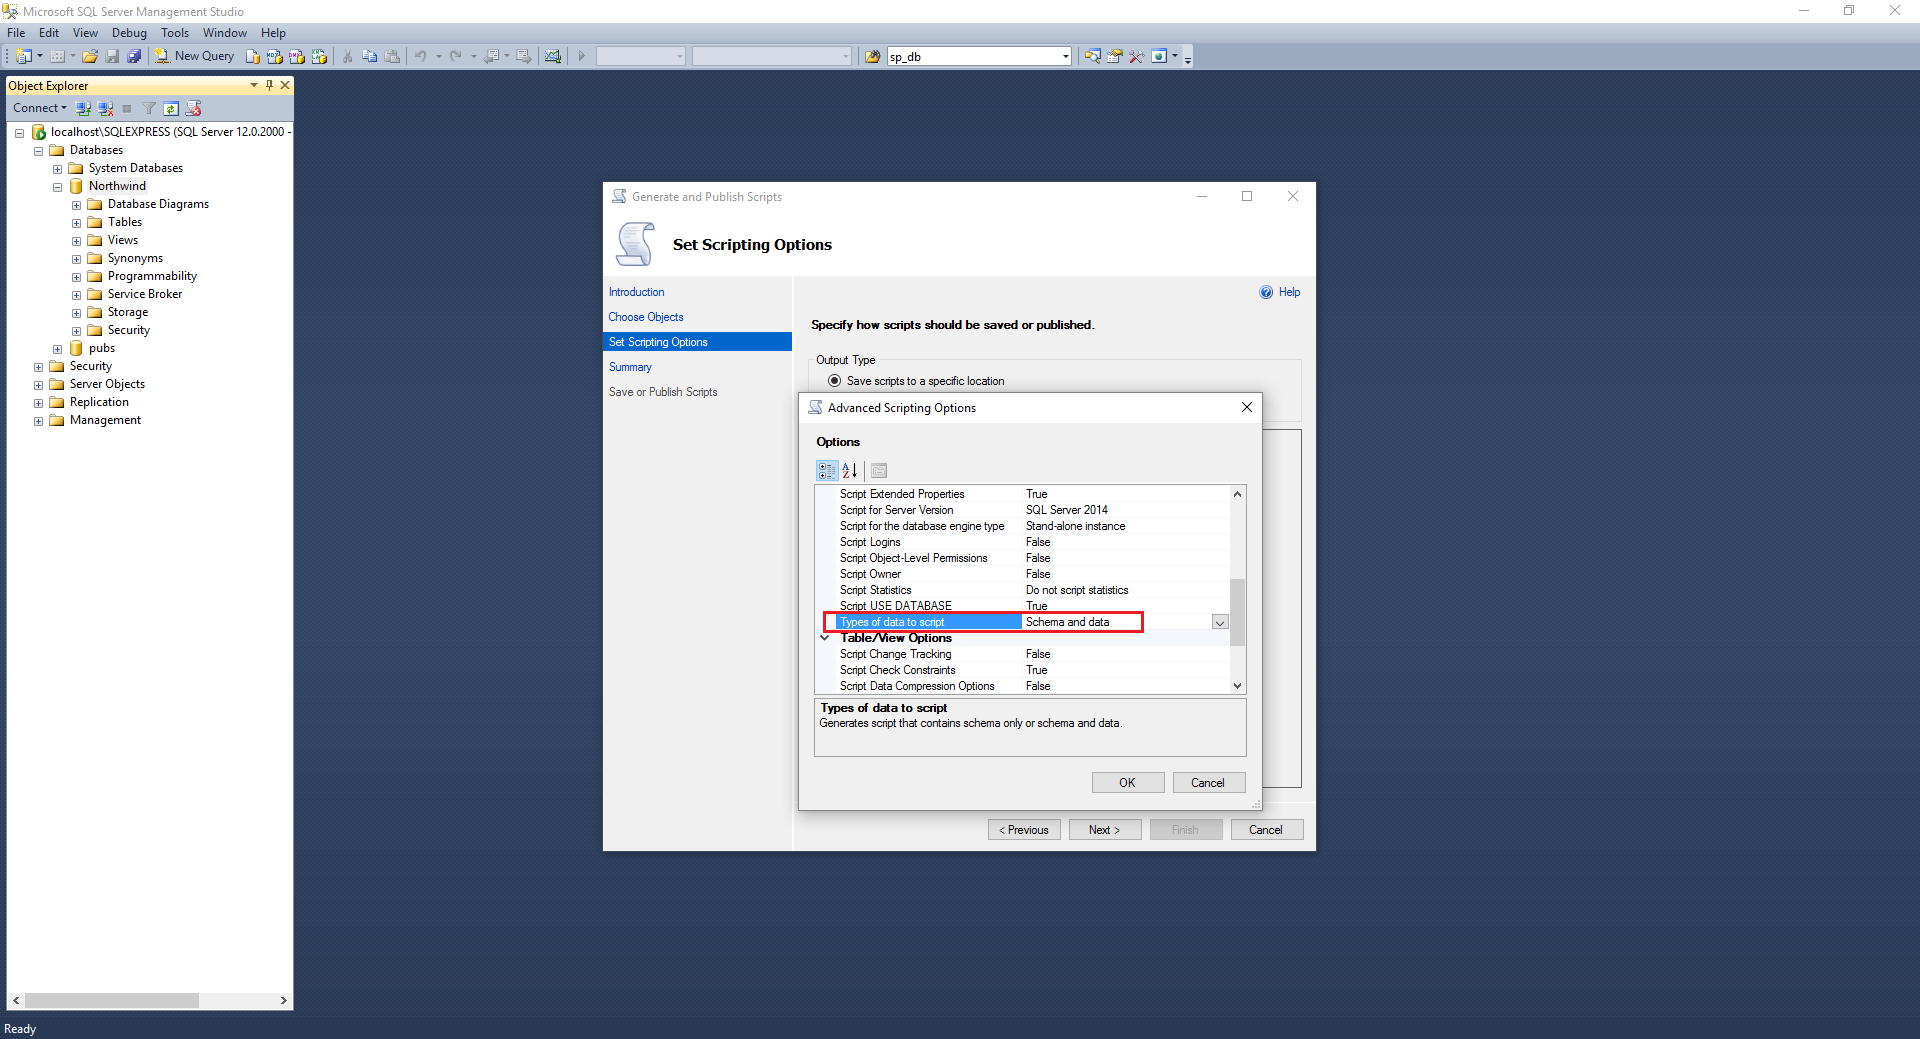 Microsoft SQL Server Management Studio
File Edit View Debug Tools Window Help
New Query
sp_db
Object Explorer
Connect
localhost\SQLEXPRESS (SQL Server 12.0.2000 -
Databases
System Databases
Northwind
Database Diagrams
Tables
Views
Synonyms
Programmability
Service Broker
Storage
Security
pubs
Security
Server Objects
Replication
Management
Generate and Publish Scripts
Set Scripting Options
Introduction
Choose Objects
Set Scripting Options
Summary
Save or Publish Scripts
Help
Specify how scripts should be saved or published.
Output Type
Save scripts to a specific location
Advanced Scripting Options
Options
Script Extended Properties True
Script for Server Version SQL Server 2014
Script for the database engine type Stand-alone instance
Script Logins False
Script Object-Level Permissions False
Script Owner False
Script Statistics Do not script statistics
Script USE DATABASE True
Types of data to script Schema and data
Table/View Options
Script Change Tracking False
Script Check Constraints True
Script Data Compression Options False
Types of data to script
Generates script that contains schema only or schema and data.
OK Cancel
< Previous Next > Finish Cancel
Ready